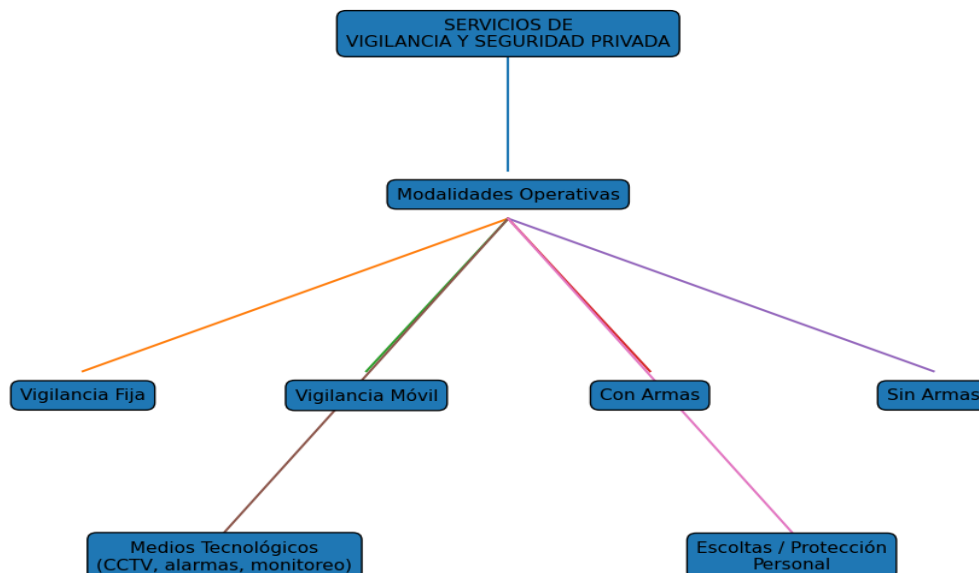 SERVICIOS DE
VIGILANCIA Y SEGURIDAD PRIVADA
Modalidades Operativas
Vigilancia Fija
Vigilancia Móvil
Con Armas
Sin Armas
Medios Tecnológicos
(CCTV, alarmas, monitoreo)
Escoltas / Protección
Personal